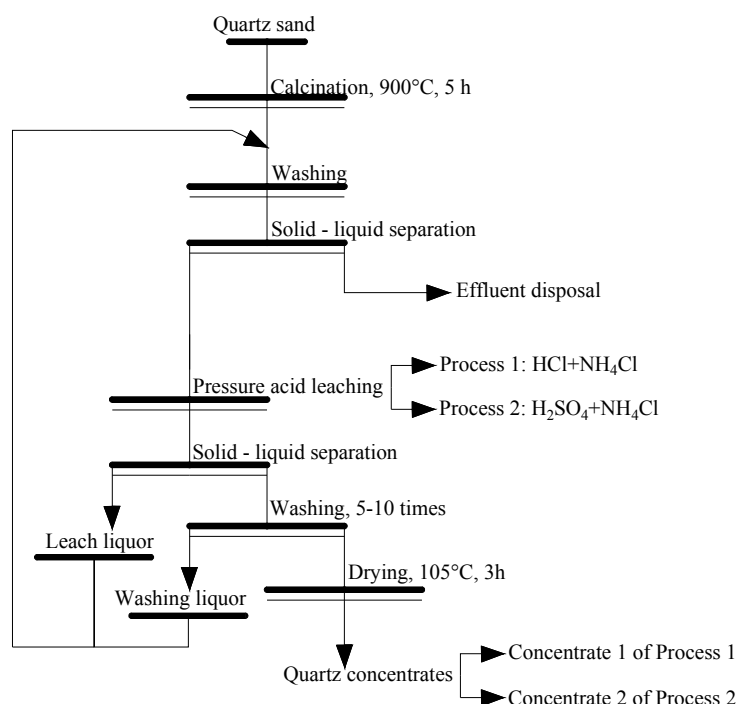 Quartz sand
Calcination, 900°C, 5 h
Washing
Solid - liquid separation
Effluent disposal
Pressure acid leaching
Process 1: HCl+NH₄Cl
Process 2: H₂SO₄+NH₄Cl
Solid - liquid separation
Washing, 5-10 times
Leach liquor
Drying, 105°C, 3h
Washing liquor
Quartz concentrates
Concentrate 1 of Process 1
Concentrate 2 of Process 2